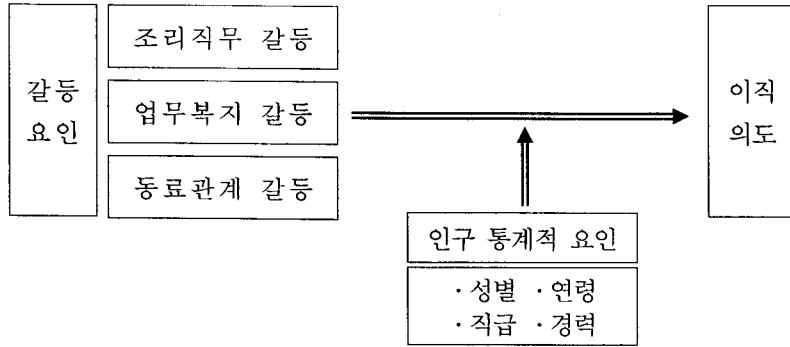 갈등
요인
조리직무 갈등
업무복지 갈등
동료관계 갈등
이직
의도
인구 통계적 요인
· 성별 · 연령
· 직급 · 경력